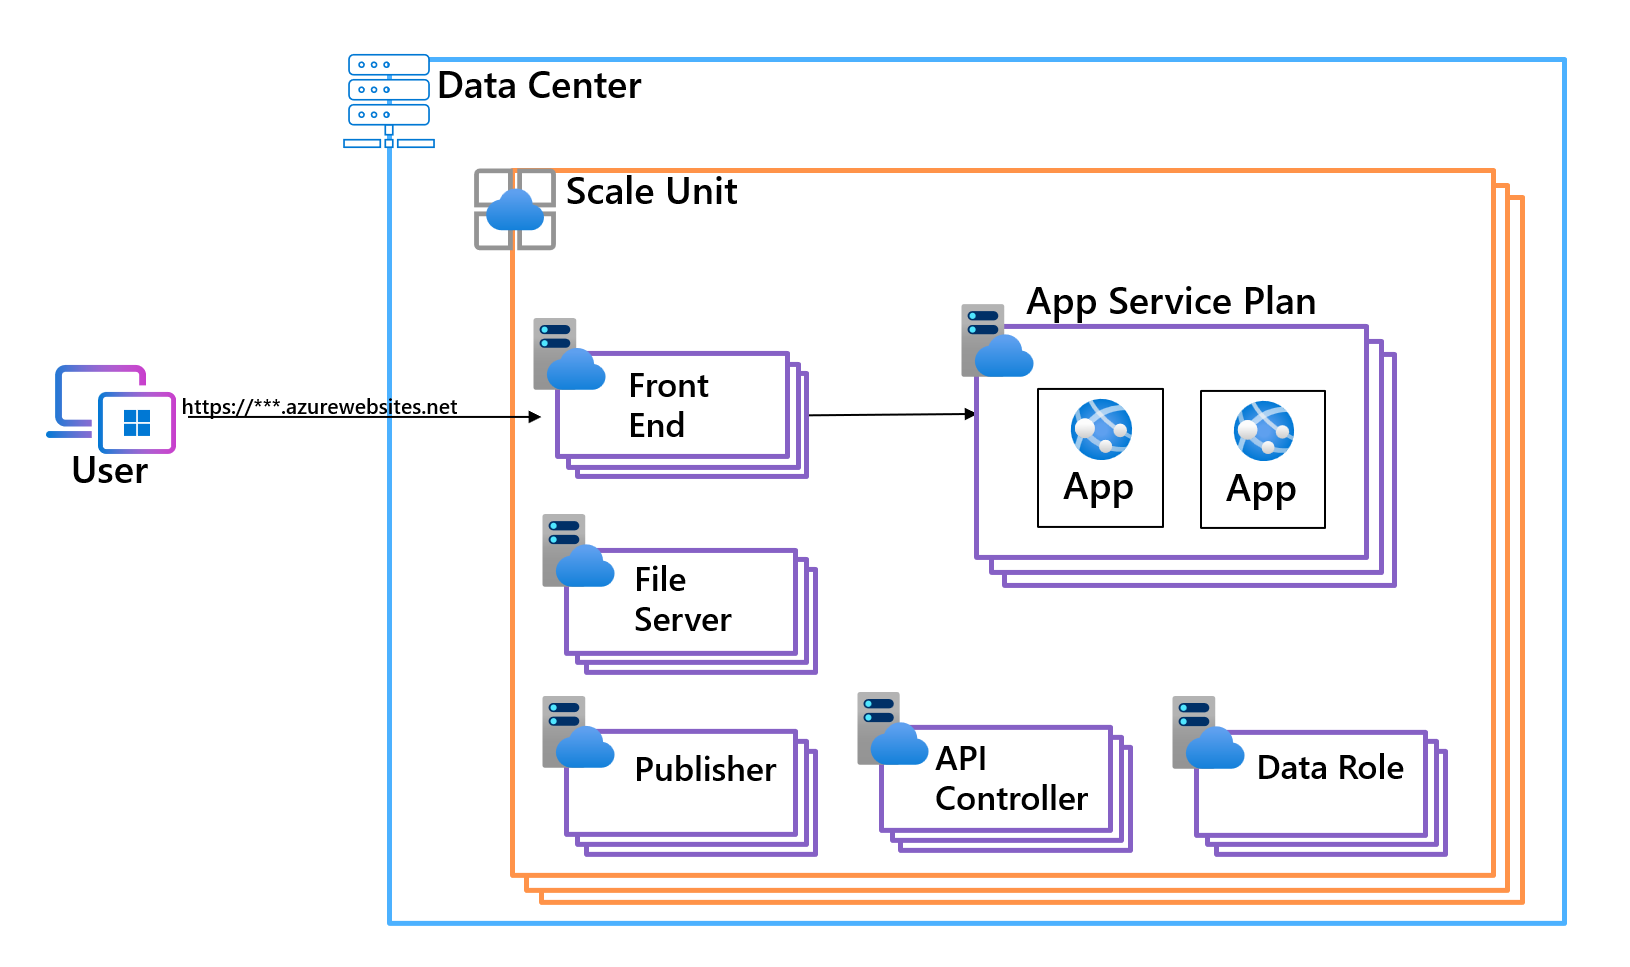 Data Center
Scale Unit
App Service Plan
Front
End
https://***.azurewebsites.net
User
App
App
File
Server
Publisher
API
Controller
Data Role